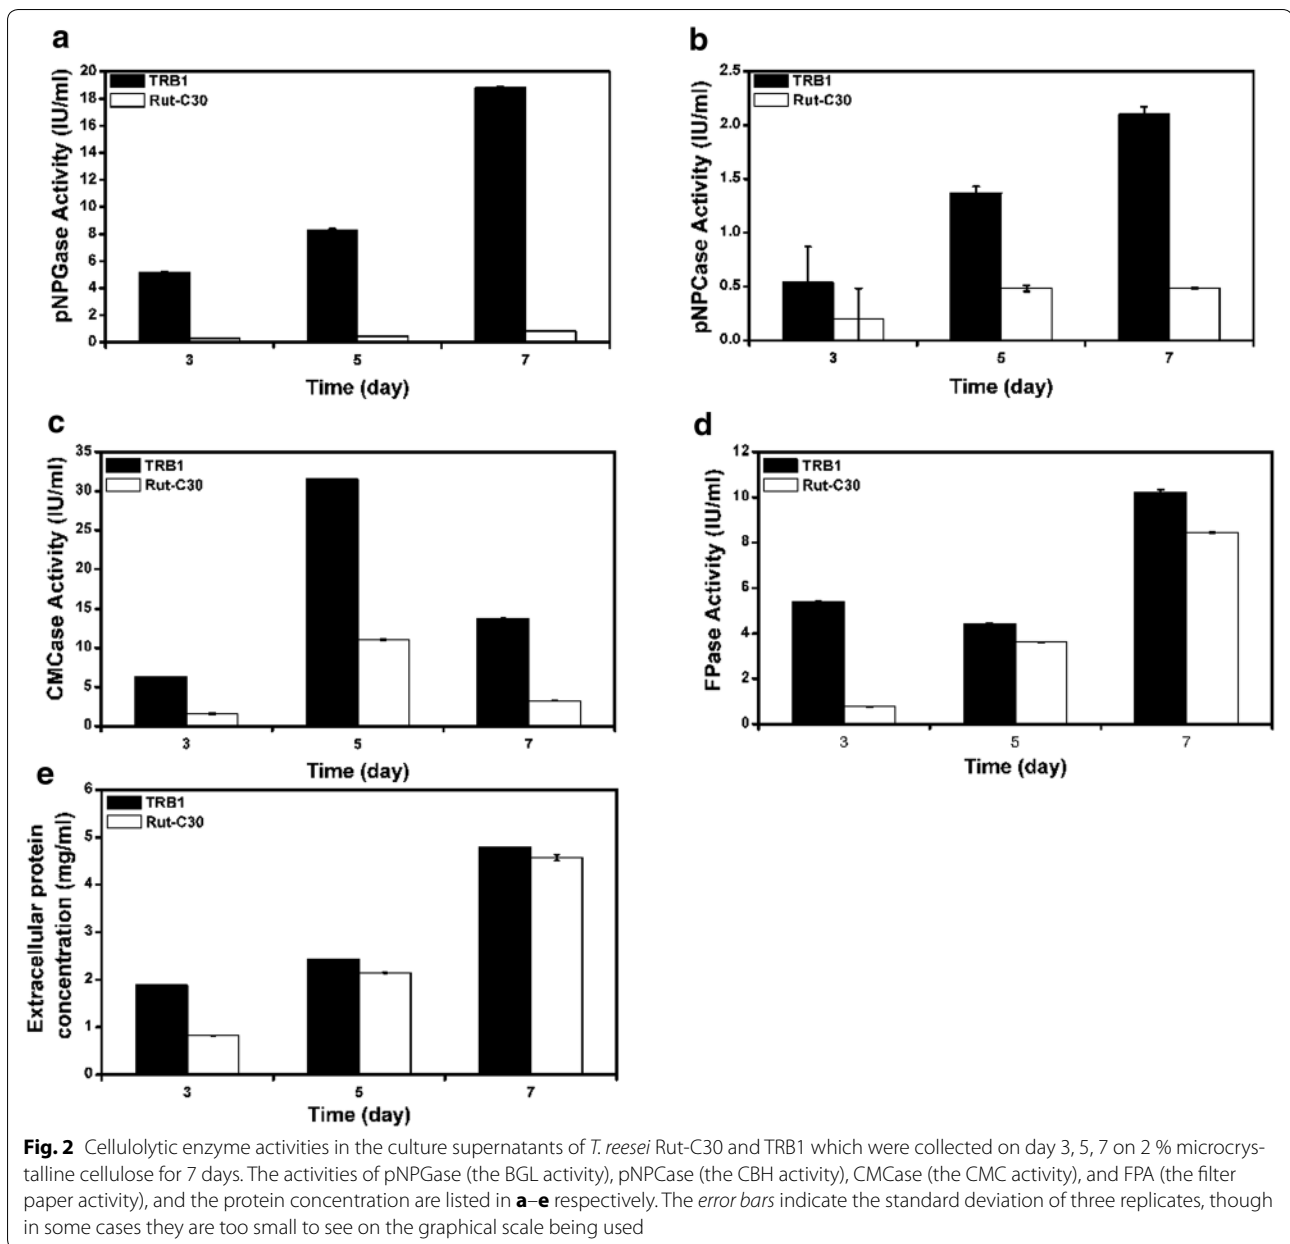 a
pNPGase Activity (IU/ml)
20
18
16
14
12
10
8
6
4
2
0
TRB1
Rut-C30
3 5 7
Time (day)
b
pNPCase Activity (IU/ml)
2.5
2.0
1.5
1.0
0.5
0.0
TRB1
Rut-C30
3 5 7
Time (day)
c
CMCase Activity (IU/ml)
35
30
25
20
15
10
5
0
TRB1
Rut-C30
3 5 7
Time (day)
d
FPase Activity (IU/ml)
12
10
8
6
4
2
0
TRB1
Rut-C30
3 5 7
Time (day)
e
Extracellular protein
concentration (mg/ml)
6
5
4
3
2
1
0
TRB1
Rut-C30
3 5 7
Time (day)
Fig. 2 Cellulolytic enzyme activities in the culture supernatants of T. reesei Rut-C30 and TRB1 which were collected on day 3, 5, 7 on 2 % microcrys-
talline cellulose for 7 days. The activities of pNPGase (the BGL activity), pNPCase (the CBH activity), CMCase (the CMC activity), and FPA (the filter
paper activity), and the protein concentration are listed in a–e respectively. The error bars indicate the standard deviation of three replicates, though
in some cases they are too small to see on the graphical scale being used